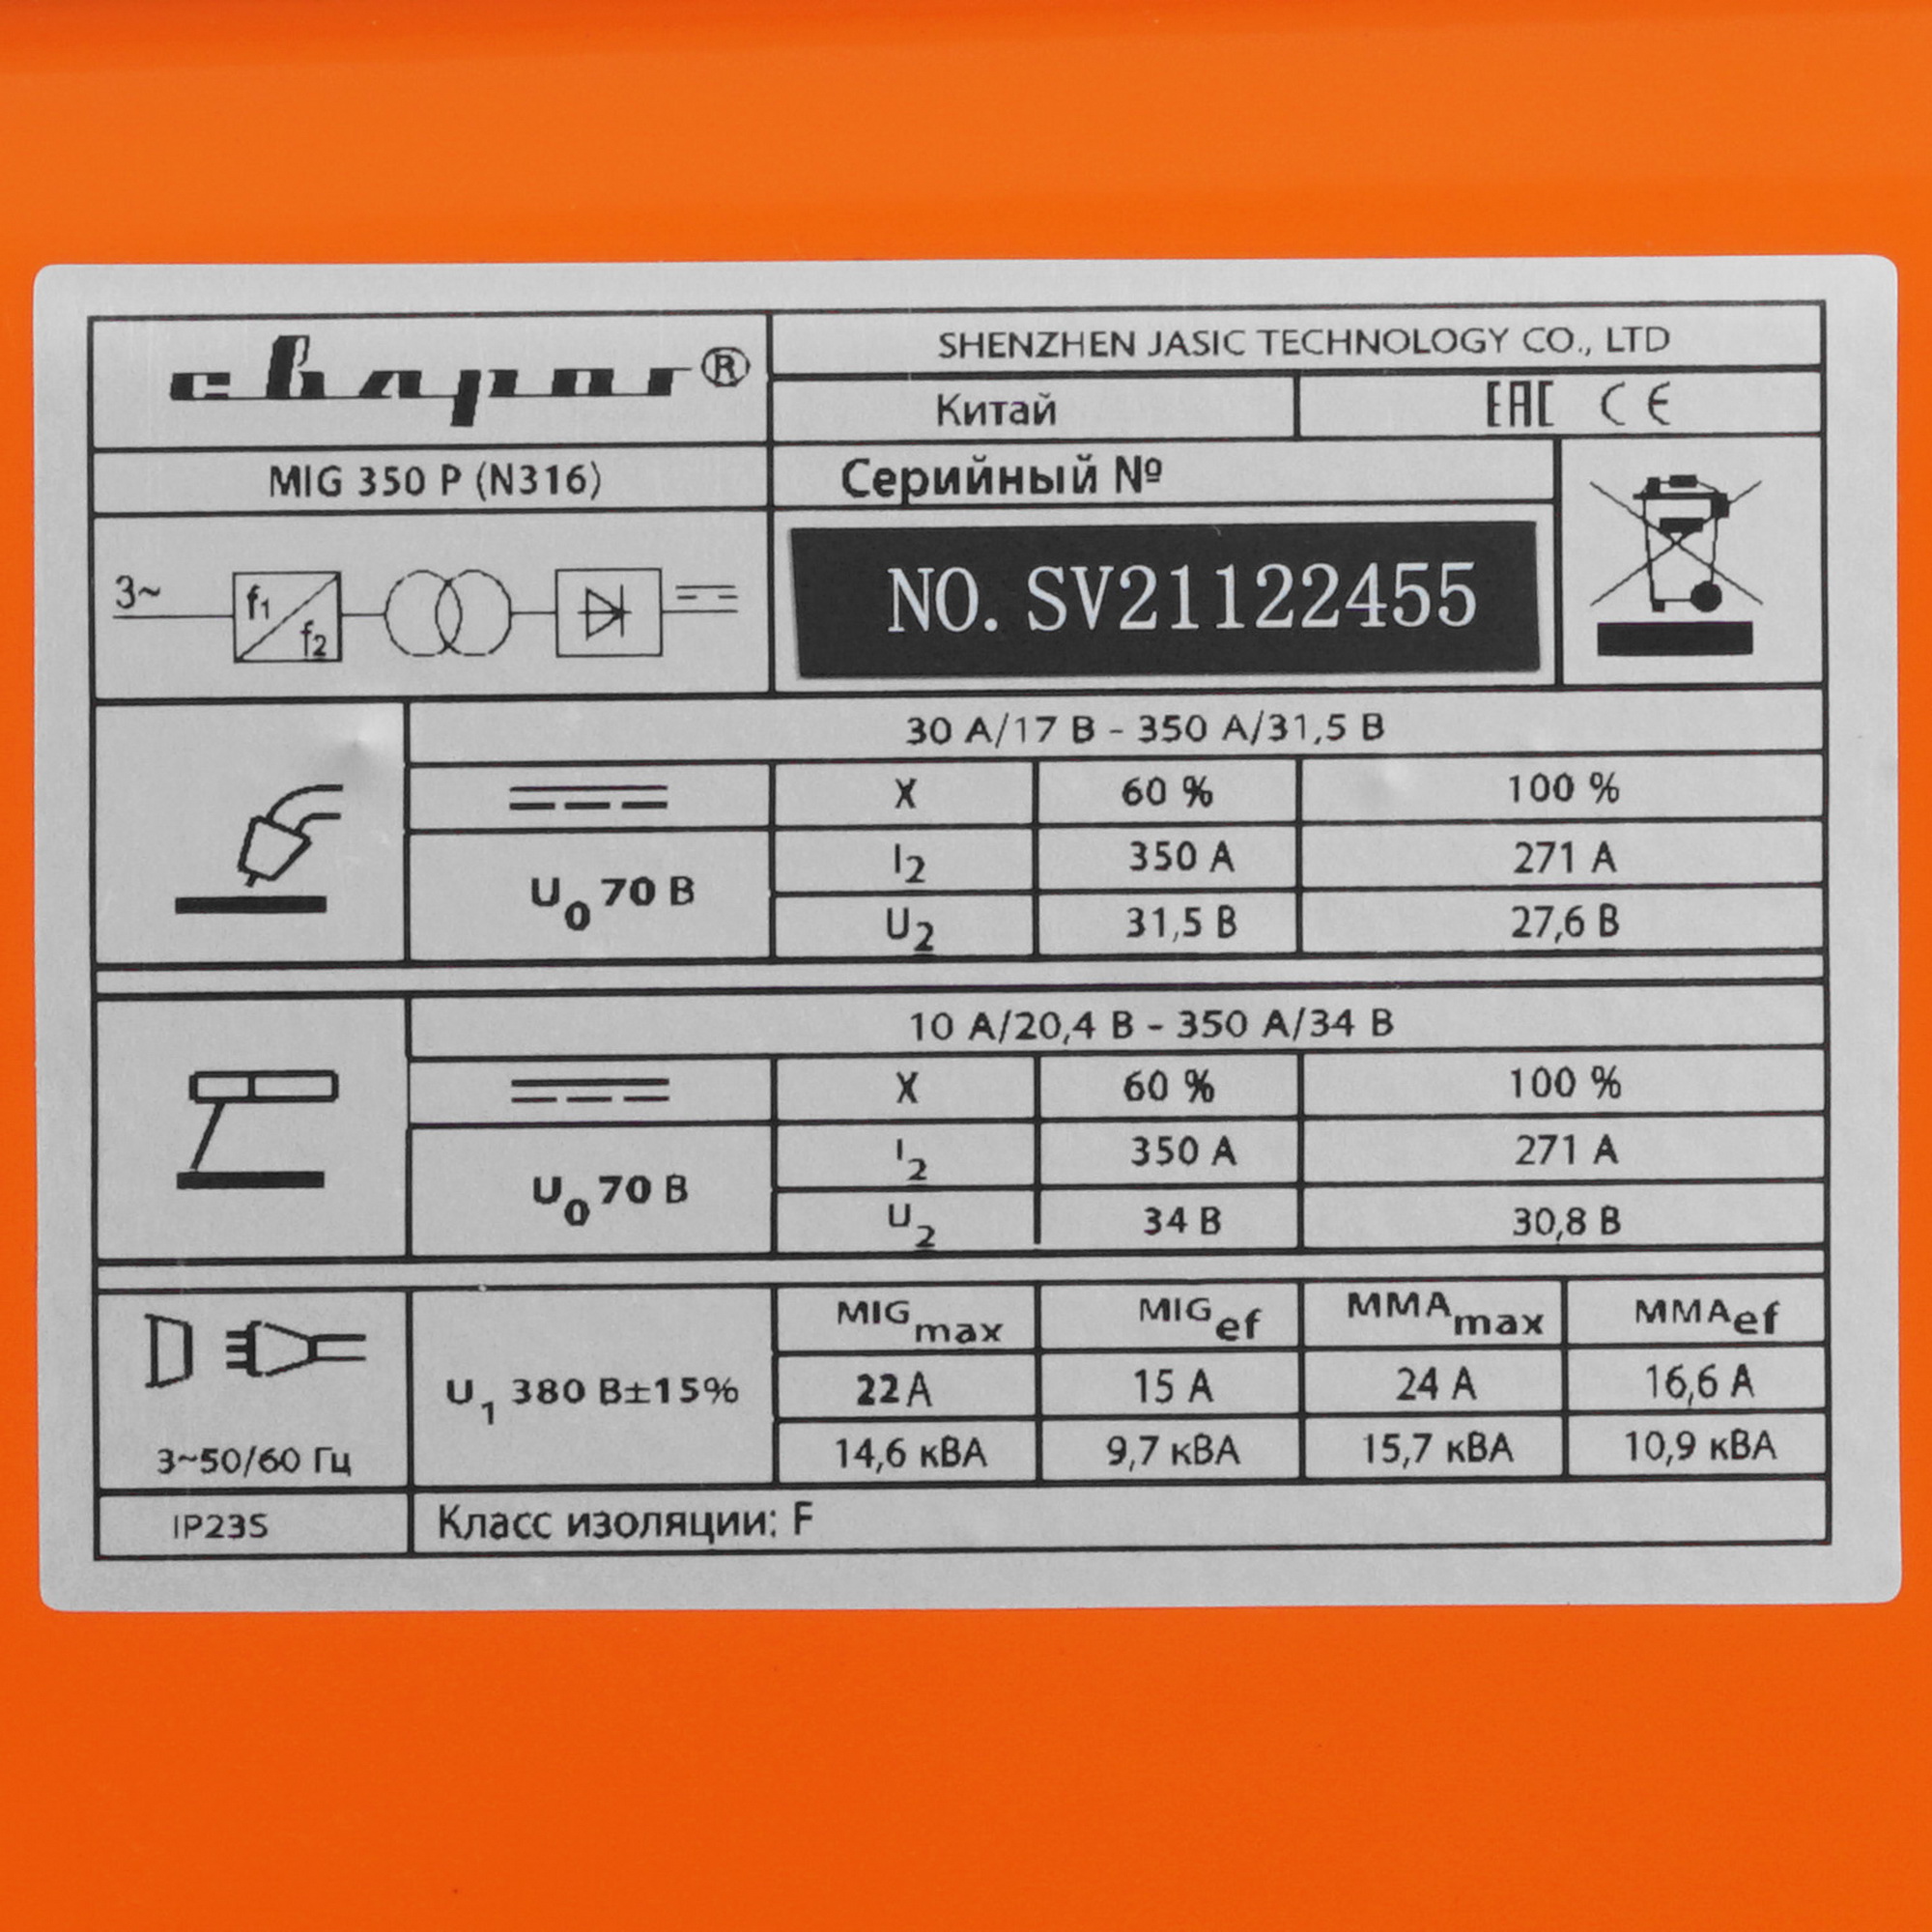 сварог®
SHENZHEN JASIC TECHNOLOGY CO., LTD
Китай
EAC CE
MIG 350 P (N316)
Серийный №
3~ f1 f2
NO. SV21122455
30 А/17 В - 350 А/31,5 В
X 60 % 100 %
I2 350 А 271 А
U0 70 В
U2 31,5 В 27,6 В
10 А/20,4 В - 350 А/34 В
X 60 % 100 %
I2 350 А 271 А
U0 70 В
U2 34 В 30,8 В
MIGmax MIGef MMAmax MMAef
U1 380 В±15%
22 А 15 А 24 А 16,6 А
3~50/60 Гц
14,6 кВА 9,7 кВА 15,7 кВА 10,9 кВА
IP23S
Класс изоляции: F